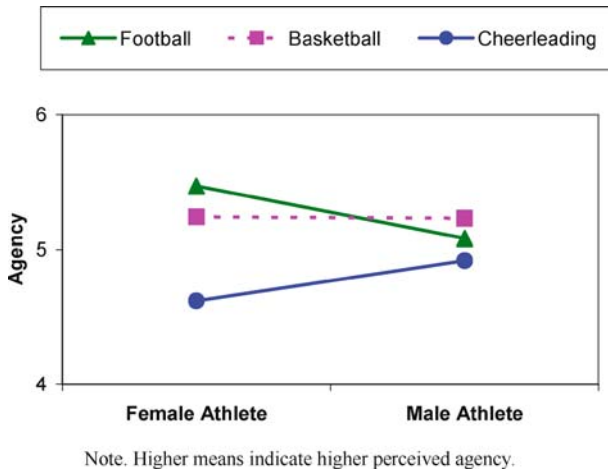 Football Basketball Cheerleading
6
5
4
Agency
Female Athlete Male Athlete
Note. Higher means indicate higher perceived agency.